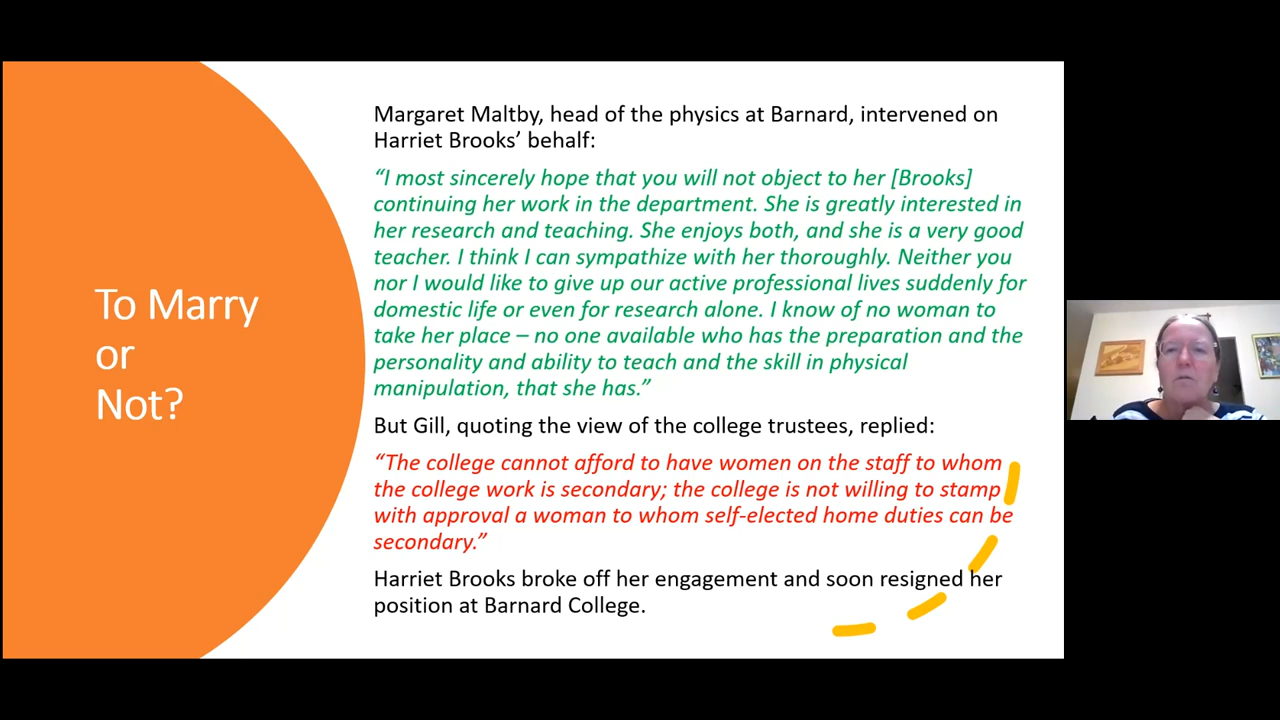 To Marry
or
Not?
Margaret Maltby, head of the physics at Barnard, intervened on
Harriet Brooks’ behalf:
“I most sincerely hope that you will not object to her [Brooks]
continuing her work in the department. She is greatly interested in
her research and teaching. She enjoys both, and she is a very good
teacher. I think I can sympathize with her thoroughly. Neither you
nor I would like to give up our active professional lives suddenly for
domestic life or even for research alone. I know of no woman to
take her place – no one available who has the preparation and the
personality and ability to teach and the skill in physical
manipulation, that she has.”
But Gill, quoting the view of the college trustees, replied:
“The college cannot afford to have women on the staff to whom
the college work is secondary; the college is not willing to stamp
with approval a woman to whom self-elected home duties can be
secondary.”
Harriet Brooks broke off her engagement and soon resigned her
position at Barnard College.